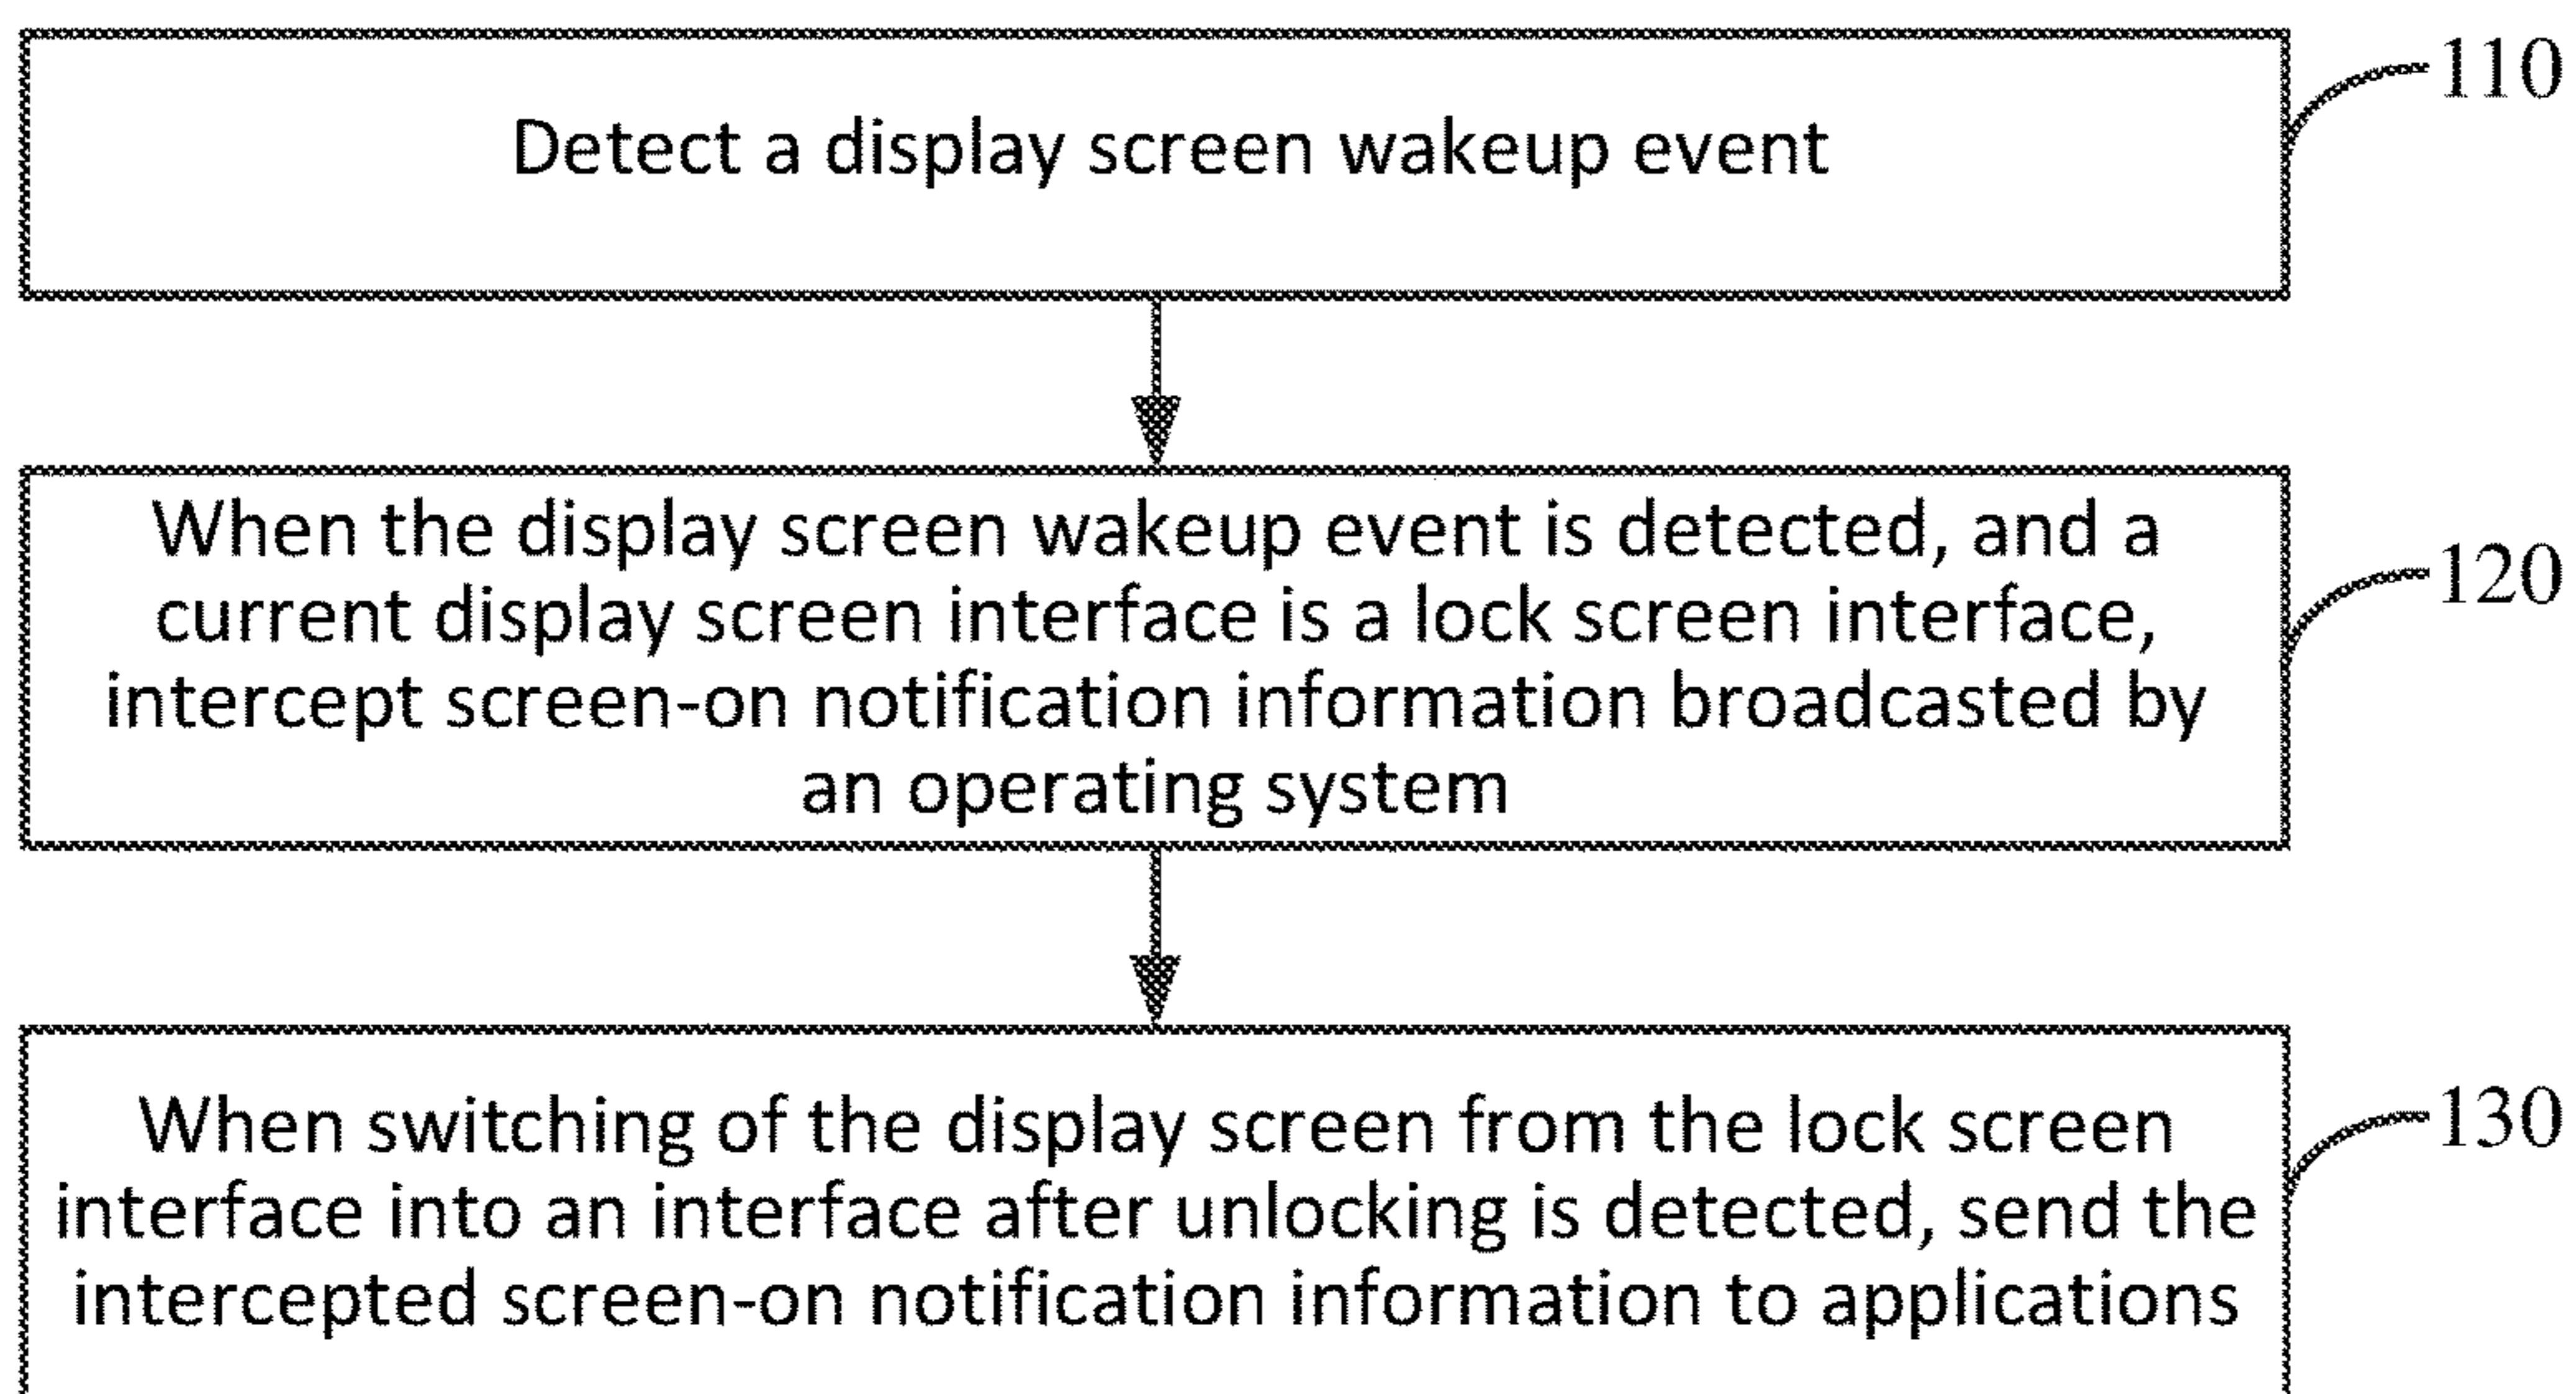 Detect a display screen wakeup event
110
When the display screen wakeup event is detected, and a
current display screen interface is a lock screen interface,
intercept screen-on notification information broadcasted by
an operating system
120
When switching of the display screen from the lock screen
interface into an interface after unlocking is detected, send the
intercepted screen-on notification information to applications
130